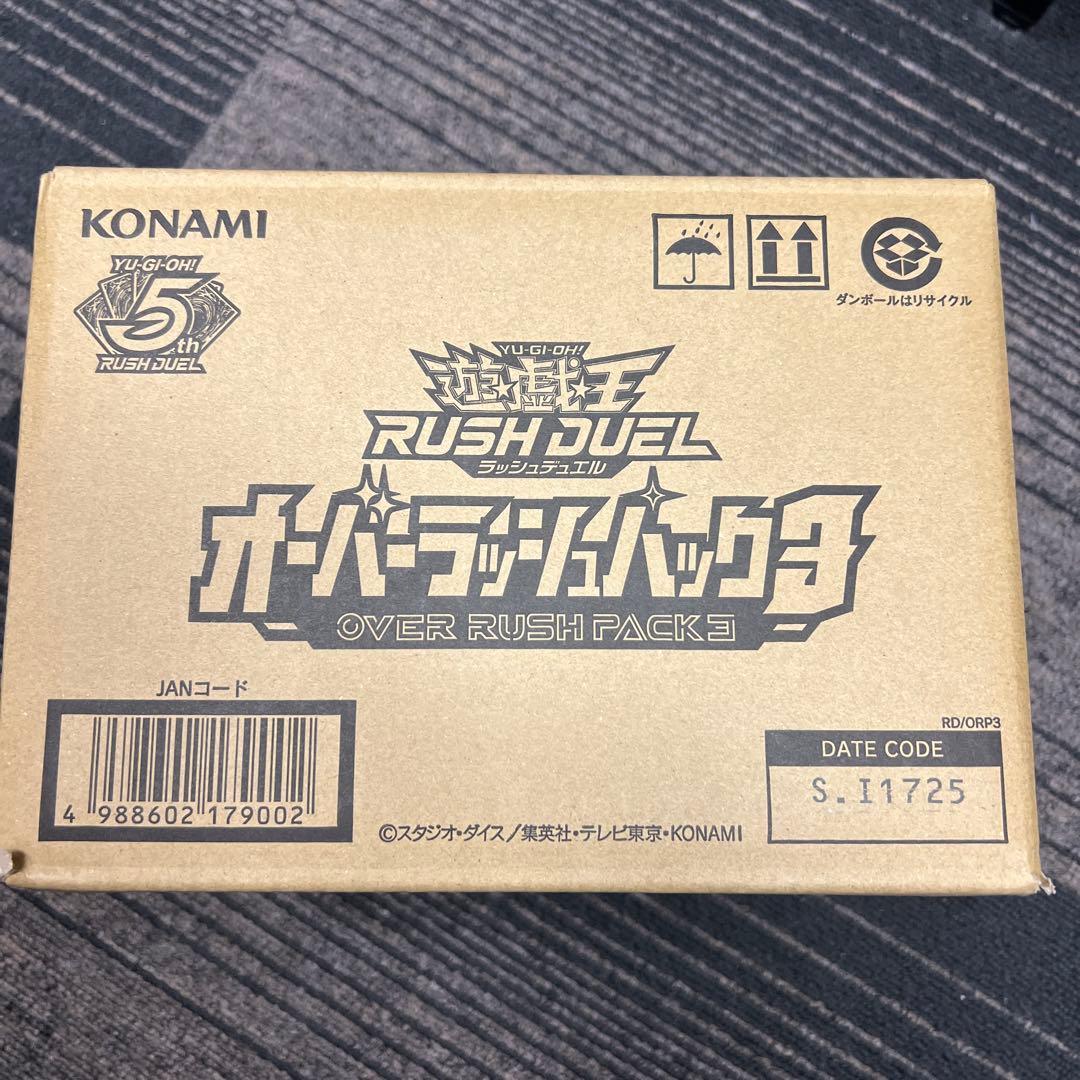 KONAMI
YU-GI-OH!
5th
RUSH DUEL
ダンボールはリサイクル
YU-GI-OH!
遊☆戯☆王
RUSH DUEL
ラッシュデュエル
オーバーラッシュパック3
OVER RUSH PACK 3
JANコード
4 988602 179002
RD/ORP3
DATE CODE
S.I1725
©スタジオ・ダイス/集英社・テレビ東京・KONAMI